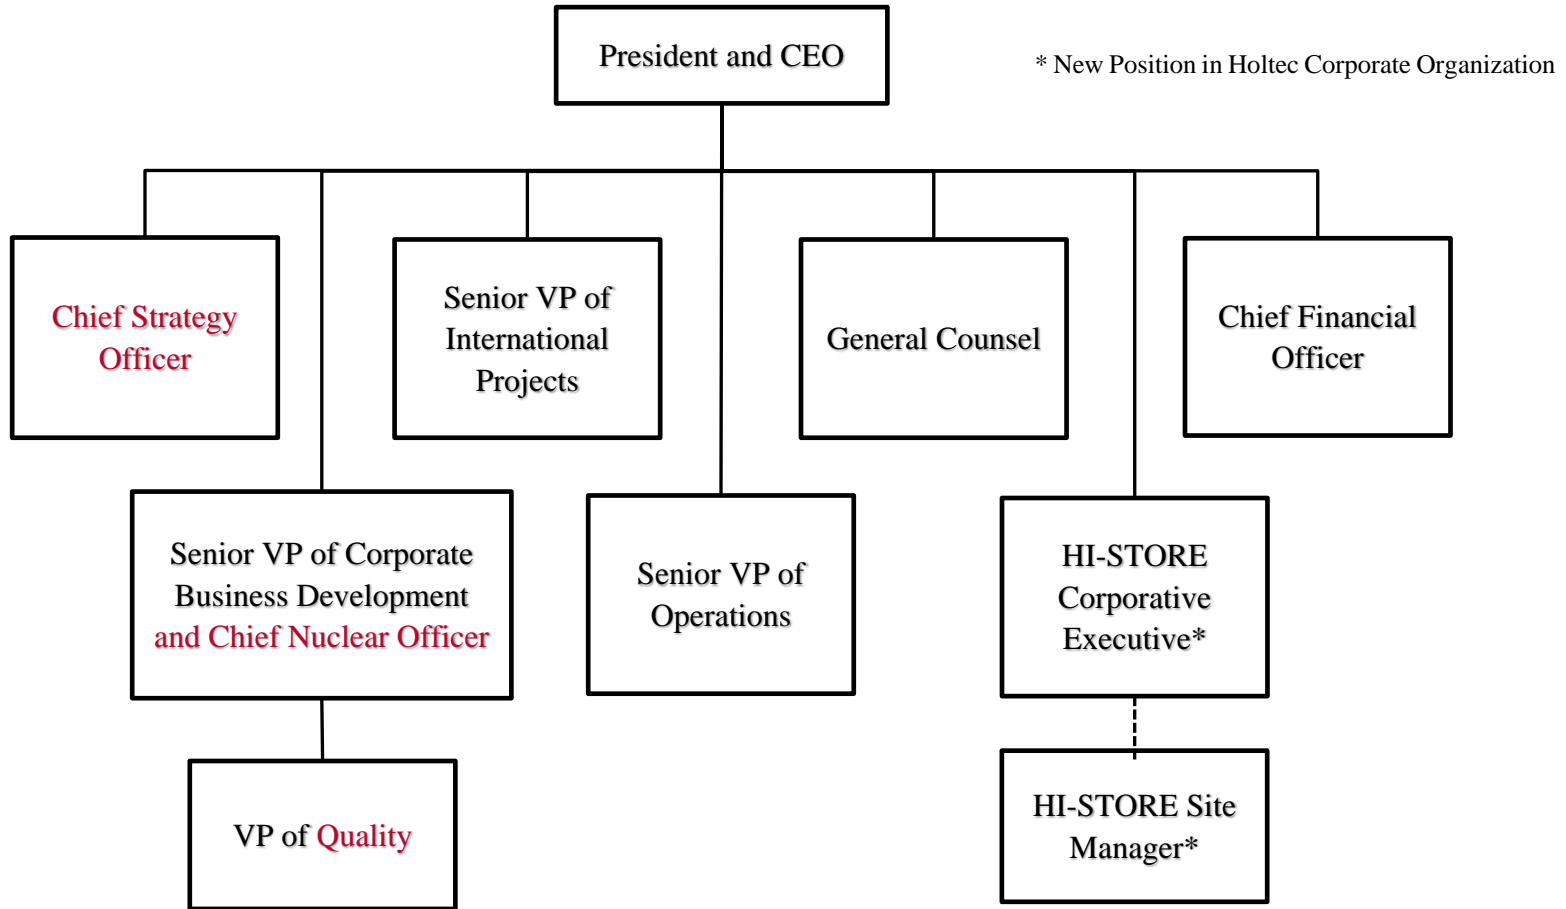 President and CEO
* New Position in Holtec Corporate Organization
Chief Strategy
Officer
Senior VP of
International
Projects
General Counsel
Chief Financial
Officer
Senior VP of Corporate
Business Development
and Chief Nuclear Officer
Senior VP of
Operations
HI-STORE
Corporative
Executive*
VP of Quality
HI-STORE Site
Manager*